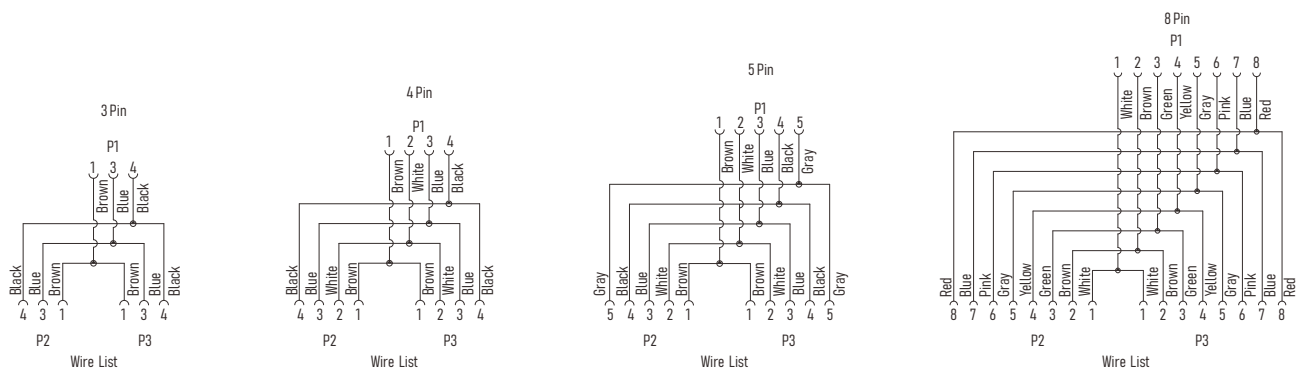 3 Pin
P1
1 3 4
Brown Blue Black
Black Blue Brown Brown Blue Black
4 3 1 1 3 4
P2 P3
Wire List
4 Pin
P1
1 2 3 4
Brown White Blue Black
Black Blue White Brown Brown White Blue Black
4 3 2 1 1 2 3 4
P2 P3
Wire List
5 Pin
P1
1 2 3 4 5
Brown White Blue Black Gray
Gray Black Blue White Brown Brown White Blue Black Gray
5 4 3 2 1 1 2 3 4 5
P2 P3
Wire List
8 Pin
P1
1 2 3 4 5 6 7 8
White Brown Green Yellow Gray Pink Blue Red
Red Blue Pink Gray Yellow Green Brown White White Brown Green Yellow Gray Pink Blue Red
8 7 6 5 4 3 2 1 1 2 3 4 5 6 7 8
P2 P3
Wire List